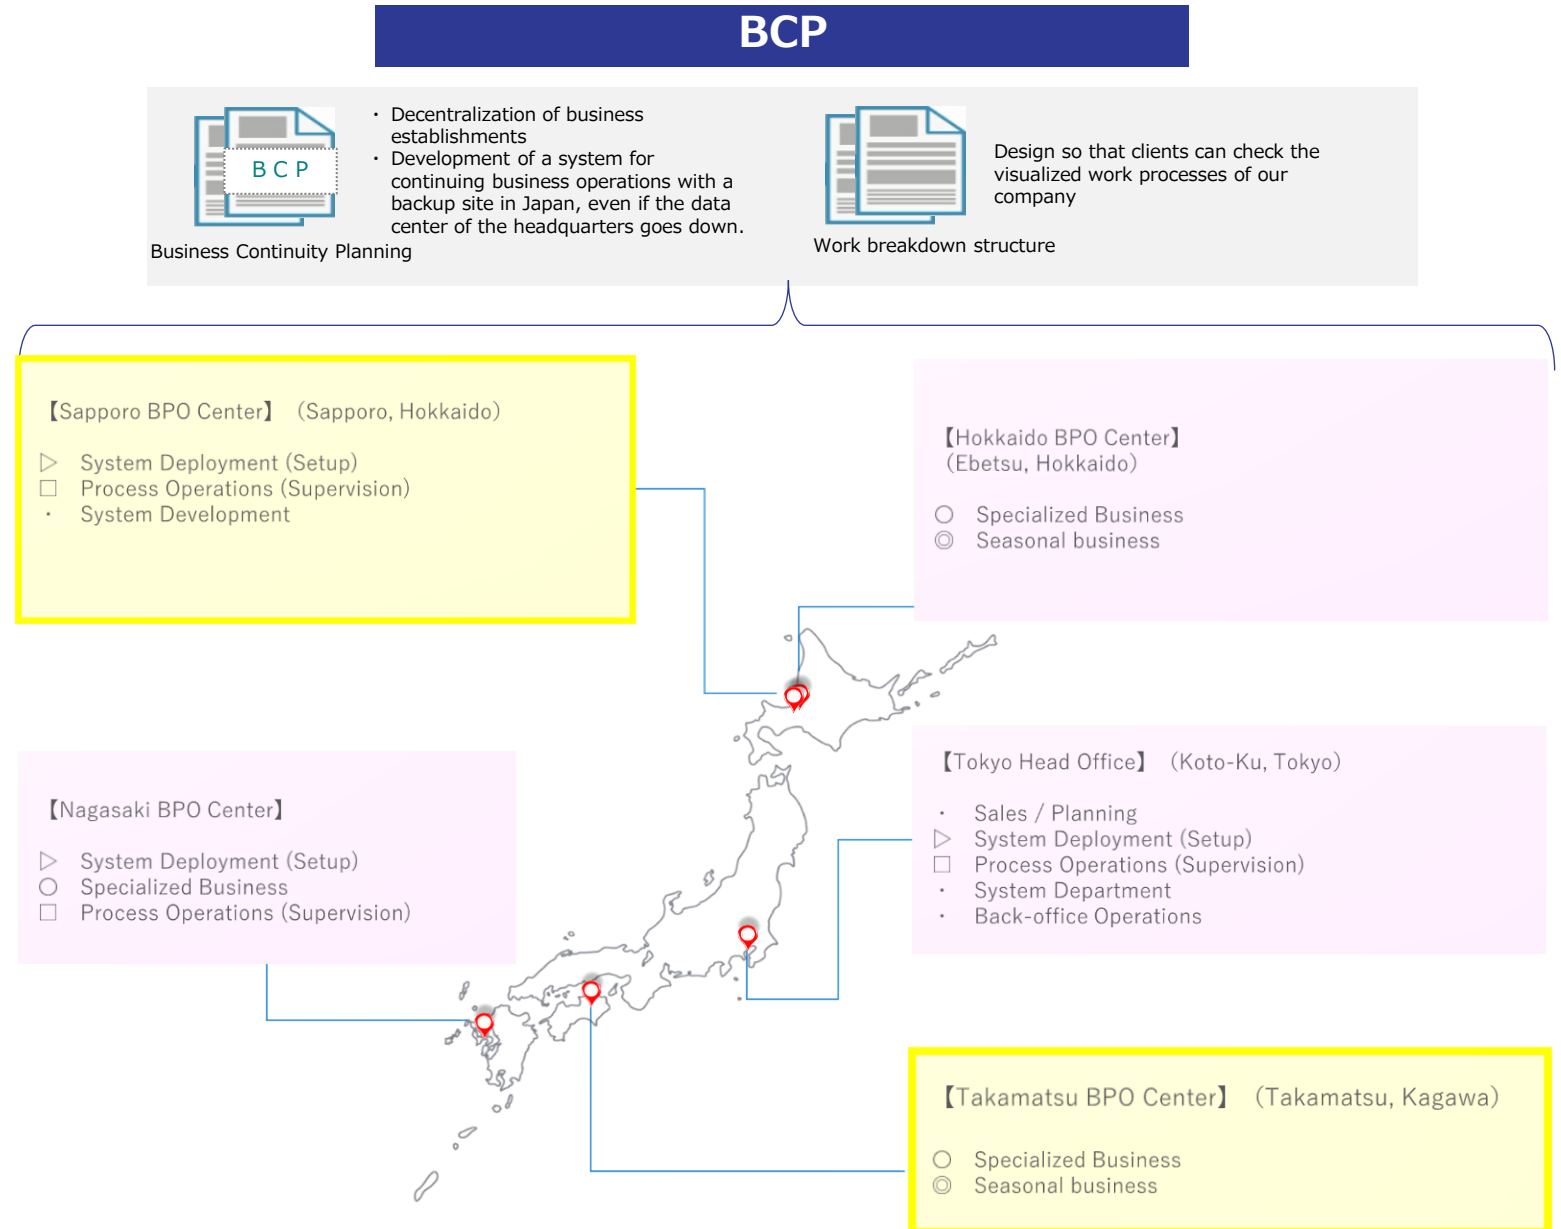 BCP
B C P
Business Continuity Planning
・ Decentralization of business
establishments
・ Development of a system for
continuing business operations with a
backup site in Japan, even if the data
center of the headquarters goes down.
Work breakdown structure
Design so that clients can check the
visualized work processes of our
company
【Sapporo BPO Center】 （Sapporo, Hokkaido）
▷ System Deployment (Setup)
□ Process Operations (Supervision)
・ System Development
【Hokkaido BPO Center】
（Ebetsu, Hokkaido）
○ Specialized Business
◎ Seasonal business
【Nagasaki BPO Center】
▷ System Deployment (Setup)
○ Specialized Business
□ Process Operations (Supervision)
【Tokyo Head Office】 （Koto-Ku, Tokyo）
・ Sales / Planning
▷ System Deployment (Setup)
□ Process Operations (Supervision)
・ System Department
・ Back-office Operations
【Takamatsu BPO Center】 （Takamatsu, Kagawa）
○ Specialized Business
◎ Seasonal business